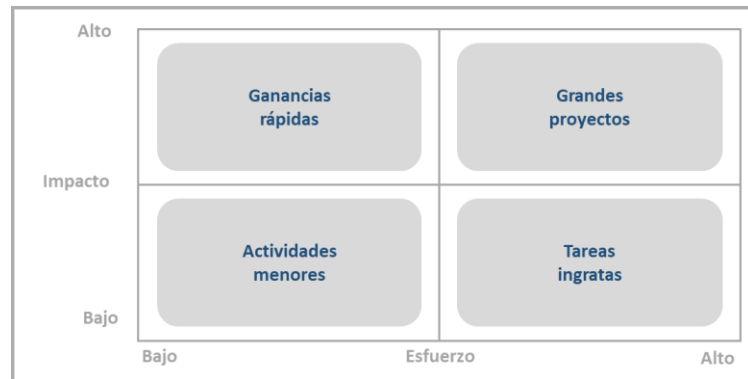 Alto
Ganancias
rápidas
Grandes
proyectos
Impacto
Actividades
menores
Tareas
ingratas
Bajo
Bajo
Esfuerzo
Alto